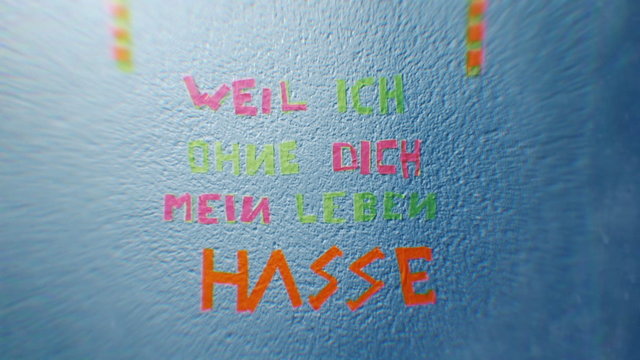 WEIL ICH
OHNE DICH
MEIN LEBEN
HASSE